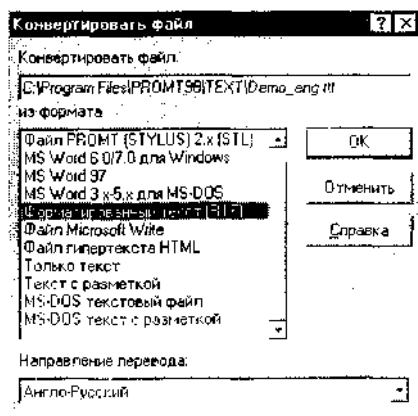 Конвертировать файл
Конвертировать файл:
C:\Program Files\PROMT98\TEXT\Demo_eng.rtf
из формата
Файл PROMT (STYLUS) 2.x (STL)
MS Word 6.0/7.0 для Windows
MS Word 97
MS Word 3.x-5.x для MS-DOS
Форматированный текст (RTF)
Файл Microsoft Write
Файл гипертекста HTML
Только текст
Текст с разметкой
MS-DOS текстовый файл
MS-DOS текст с разметкой
OK
Отменить
Справка
Направление перевода:
Англо-Русский